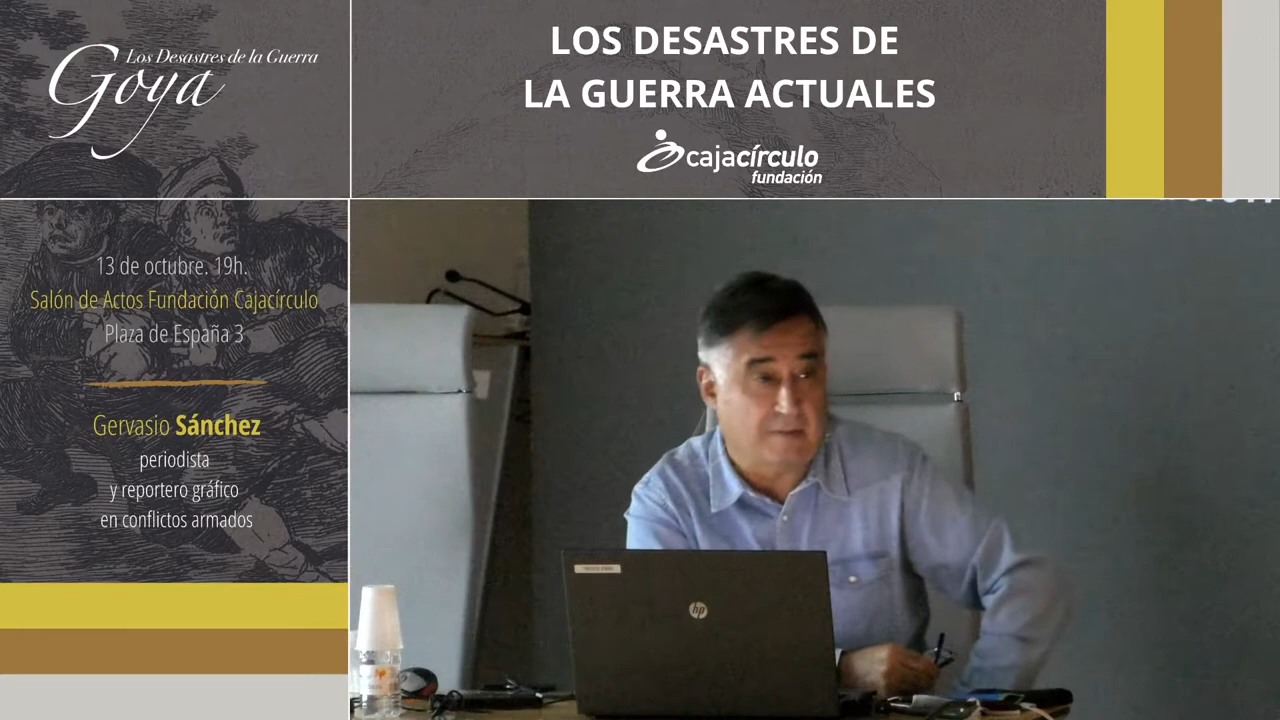 Los Desastres de la Guerra
Goya
LOS DESASTRES DE
LA GUERRA ACTUALES
cajacírculo
fundación
13 de octubre. 19h.
Salón de Actos Fundación Cajacírculo
Plaza de España 3
Gervasio Sánchez
periodista
y reportero gráfico
en conflictos armados
hp